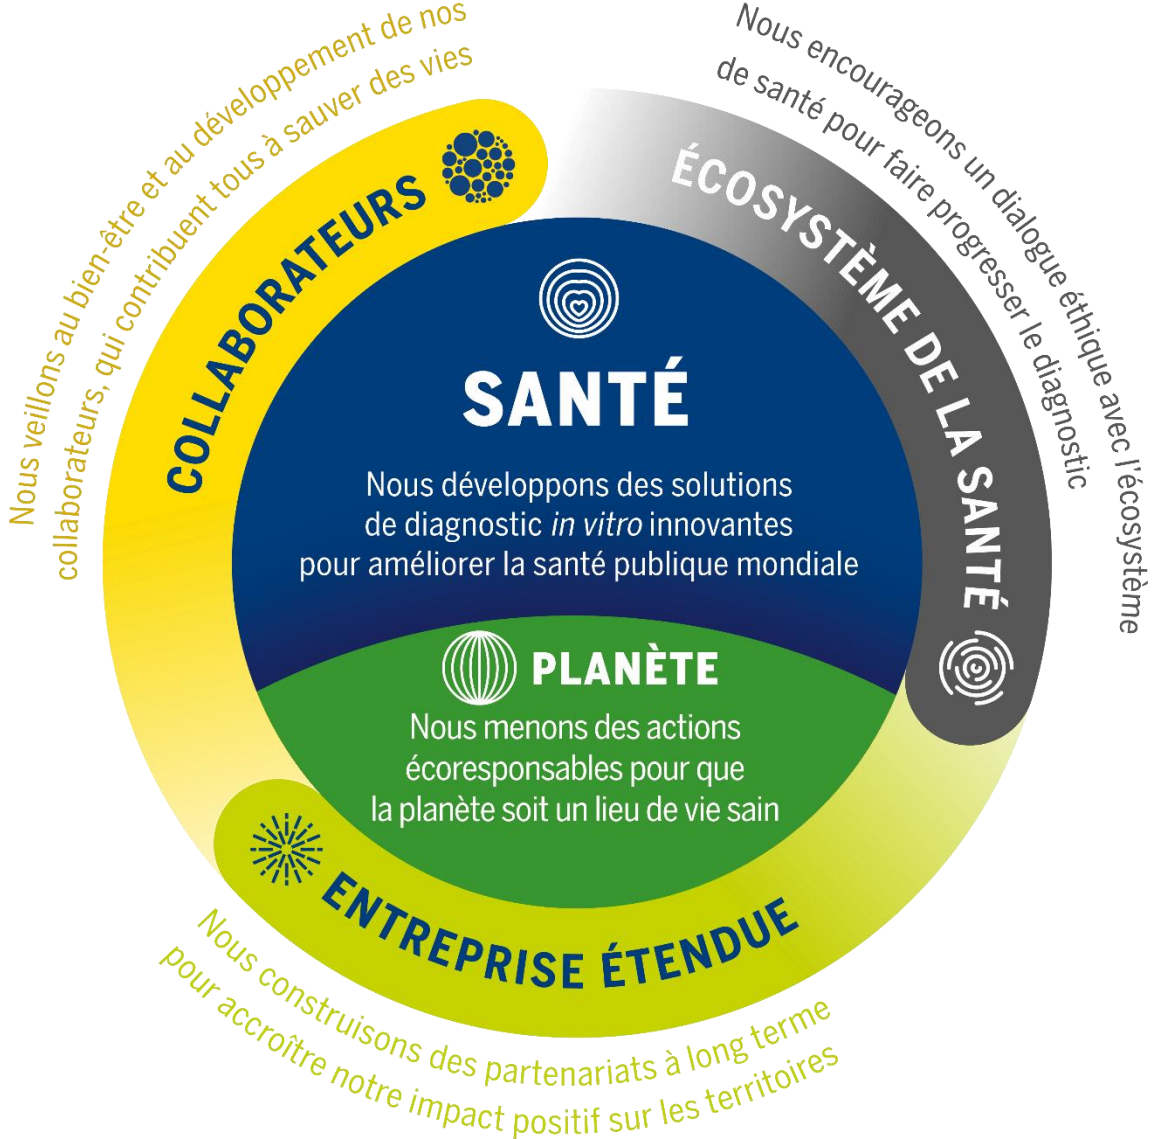 Nous veillons au bien-être et au développement de nos
collaborateurs, qui contribuent tous à sauver des vies
COLLABORATEURS
Nous encourageons un dialogue éthique avec l'écosystème
de santé pour faire progresser le diagnostic
ÉCOSYSTÈME DE LA SANTÉ
SANTÉ
Nous développons des solutions
de diagnostic in vitro innovantes
pour améliorer la santé publique mondiale
PLANÈTE
Nous menons des actions
écoresponsables pour que
la planète soit un lieu de vie sain
ENTREPRISE ÉTENDUE
Nous construisons des partenariats à long terme
pour accroître notre impact positif sur les territoires